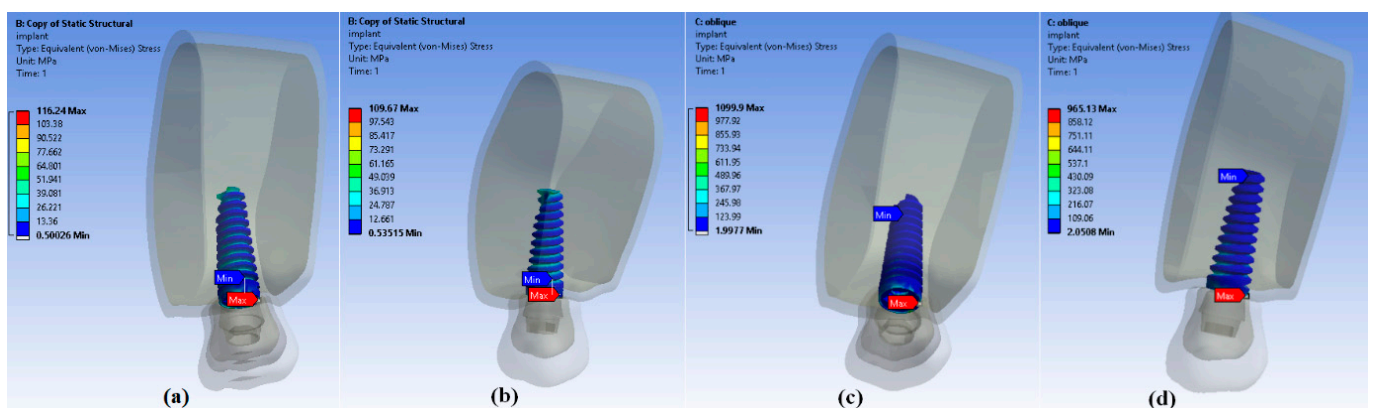 B: Copy of Static Structural
implant
Type: Equivalent (von-Mises) Stress
Unit: MPa
Time: 1
116.24 Max
103.38
90.522
77.662
64.801
51.941
39.081
26.221
13.36
0.50026 Min
Min
Max
(a)
B: Copy of Static Structural
implant
Type: Equivalent (von-Mises) Stress
Unit: MPa
Time: 1
109.67 Max
97.543
85.417
73.291
61.165
49.039
36.913
24.787
12.661
0.53515 Min
Min
Max
(b)
C: oblique
implant
Type: Equivalent (von-Mises) Stress
Unit: MPa
Time: 1
1099.9 Max
977.92
855.93
733.94
611.95
489.96
367.97
245.98
123.99
1.9977 Min
Min
Max
(c)
C: oblique
implant
Type: Equivalent (von-Mises) Stress
Unit: MPa
Time: 1
965.13 Max
858.12
751.11
644.11
537.1
430.09
323.08
216.07
109.06
2.0508 Min
Min
Max
(d)